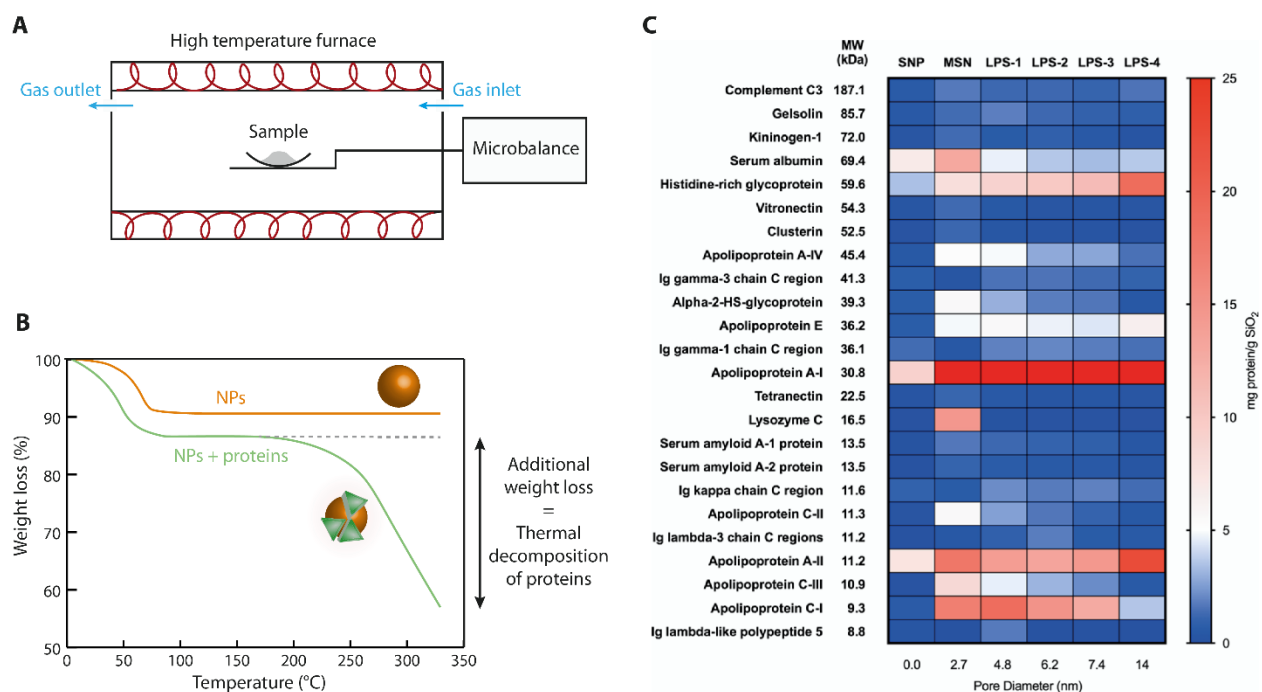 A
High temperature furnace
Gas outlet
Gas inlet
Sample
Microbalance
B
100
90
80
70
60
50
Weight loss (%)
NPs
NPs + proteins
Additional
weight loss
=
Thermal
decomposition
of proteins
0 50 100 150 200 250 300 350
Temperature (°C)
C
MW
(kDa)
SNP MSN LPS-1 LPS-2 LPS-3 LPS-4
Complement C3 187.1
Gelsolin 85.7
Kininogen-1 72.0
Serum albumin 69.4
Histidine-rich glycoprotein 59.6
Vitronectin 54.3
Clusterin 52.5
Apolipoprotein A-IV 45.4
Ig gamma-3 chain C region 41.3
Alpha-2-HS-glycoprotein 39.3
Apolipoprotein E 36.2
Ig gamma-1 chain C region 36.1
Apolipoprotein A-I 30.8
Tetranectin 22.5
Lysozyme C 16.5
Serum amyloid A-1 protein 13.5
Serum amyloid A-2 protein 13.5
Ig kappa chain C region 11.6
Apolipoprotein C-II 11.3
Ig lambda-3 chain C regions 11.2
Apolipoprotein A-II 11.2
Apolipoprotein C-III 10.9
Apolipoprotein C-I 9.3
Ig lambda-like polypeptide 5 8.8
0.0 2.7 4.8 6.2 7.4 14
Pore Diameter (nm)
25
20
15
10
5
0
mg protein/g SiO₂